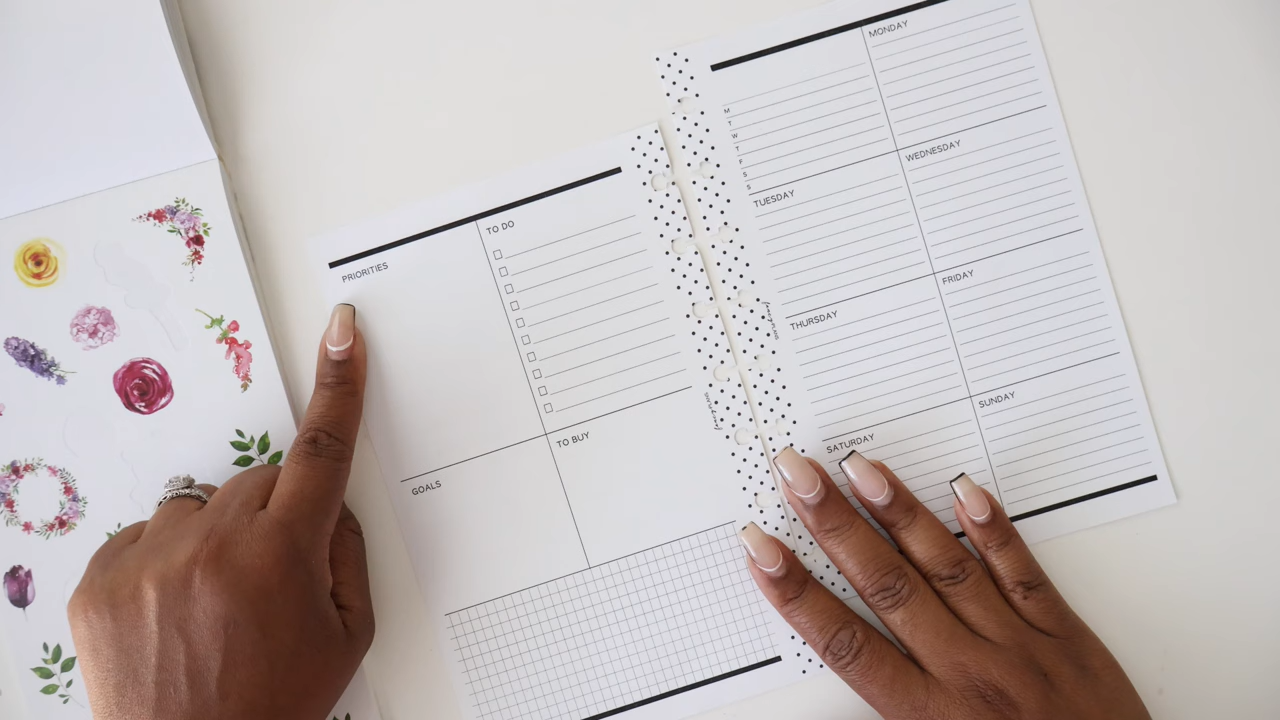 PRIORITIES
TO DO
GOALS
TO BUY
MONDAY
M
T
W
T
F
S
S
TUESDAY
WEDNESDAY
THURSDAY
FRIDAY
SATURDAY
SUNDAY